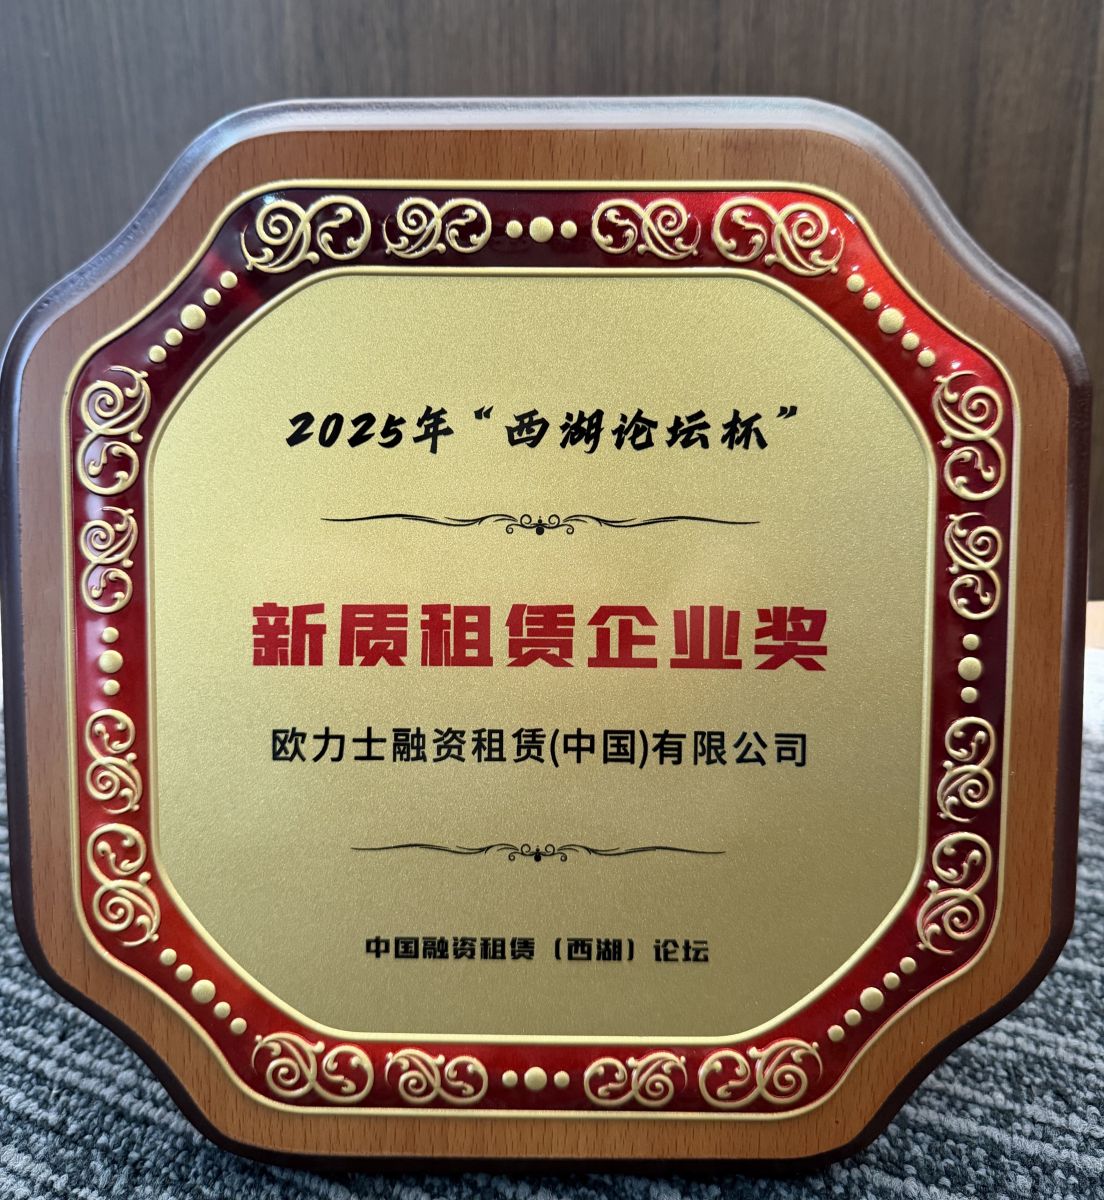 2025年“西湖论坛杯”
新质租赁企业奖
欧力士融资租赁(中国)有限公司
中国融资租赁（西湖）论坛